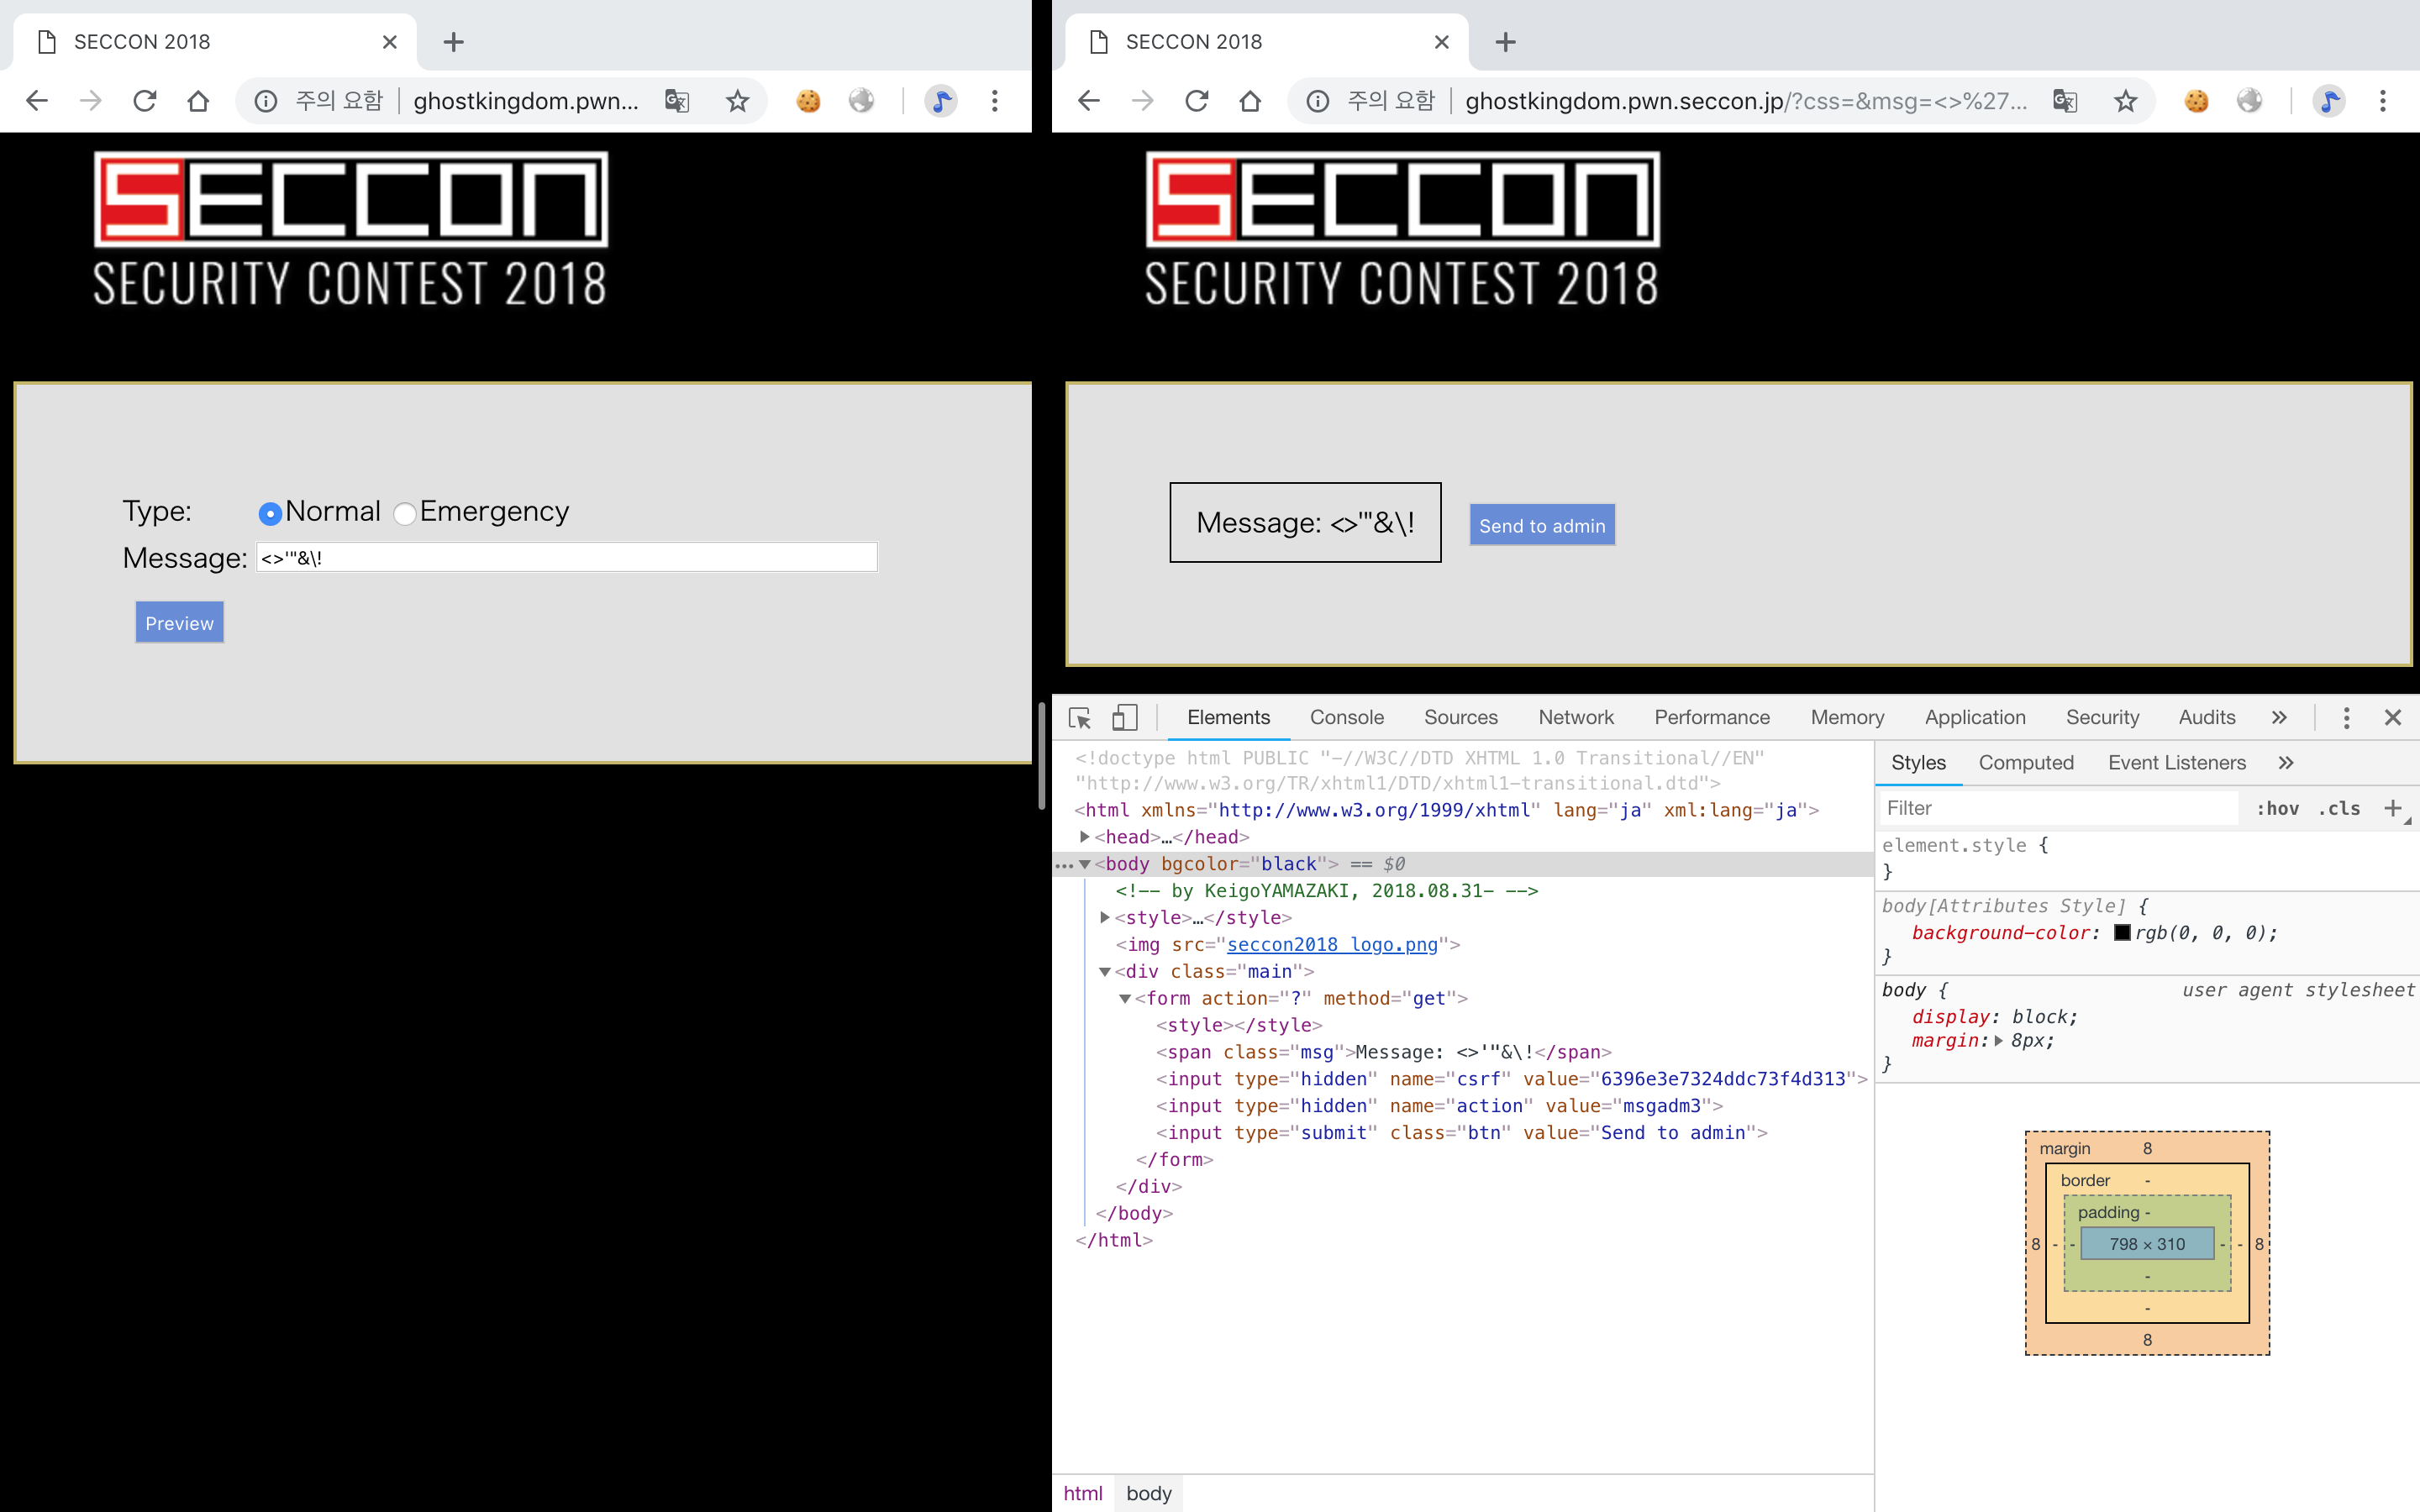 SECCON 2018
주의 요함 ghostkingdom.pwn...
SECCON
SECURITY CONTEST 2018
Type: Normal Emergency
Message: <>'"&\!
Preview
SECCON 2018
주의 요함 ghostkingdom.pwn.seccon.jp/?css=&msg=<>%27...
SECCON
SECURITY CONTEST 2018
Message: <>'"&\! Send to admin
Elements Console Sources Network Performance Memory Application Security Audits »
<!doctype html PUBLIC "-//W3C//DTD XHTML 1.0 Transitional//EN"
"http://www.w3.org/TR/xhtml1/DTD/xhtml1-transitional.dtd">
<html xmlns="http://www.w3.org/1999/xhtml" lang="ja" xml:lang="ja">
<head>…</head>
<body bgcolor="black"> == $0
<!-- by KeigoYAMAZAKI, 2018.08.31- -->
<style>…</style>
<img src="seccon2018_logo.png">
<div class="main">
<form action="?" method="get">
<style></style>
<span class="msg">Message: <>'"&\!</span>
<input type="hidden" name="csrf" value="6396e3e7324ddc73f4d313">
<input type="hidden" name="action" value="msgadm3">
<input type="submit" class="btn" value="Send to admin">
</form>
</div>
</body>
</html>
html body
Styles Computed Event Listeners »
Filter :hov .cls +
element.style {
}
body[Attributes Style] {
background-color: rgb(0, 0, 0);
}
body { user agent stylesheet
display: block;
margin: 8px;
}
margin 8
border -
padding -
8 - - 798 × 310 - - 8
-
-
8